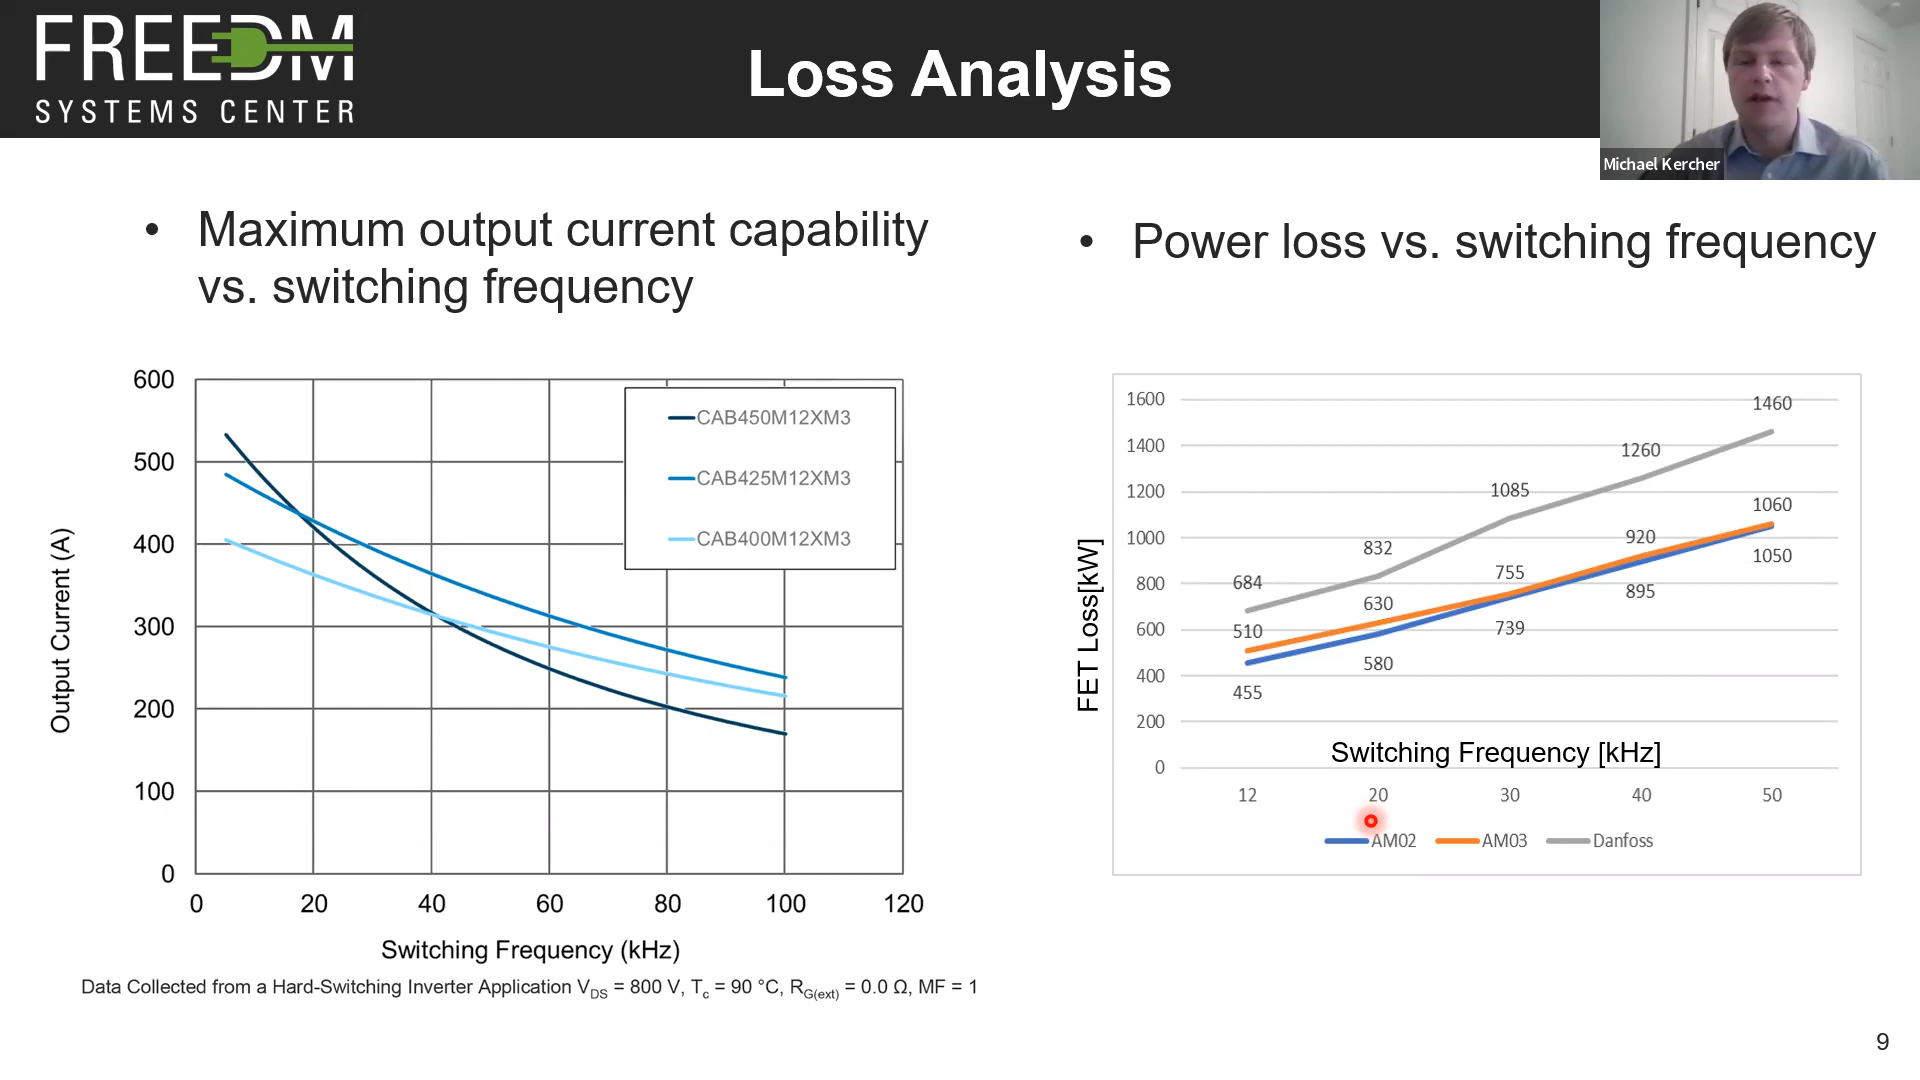 FREEDM
SYSTEMS CENTER
Loss Analysis
Michael Kercher
• Maximum output current capability
vs. switching frequency
• Power loss vs. switching frequency
600
500
400
300
200
100
0
0 20 40 60 80 100 120
Output Current (A)
Switching Frequency (kHz)
CAB450M12XM3
CAB425M12XM3
CAB400M12XM3
Data Collected from a Hard-Switching Inverter Application VDS = 800 V, Tc = 90 °C, RG(ext) = 0.0 Ω, MF = 1
FET Loss[kW]
1600
1400
1200
1000
800
600
400
200
0
684 832 1085 1260 1460
510 630 755 920 1060
455 580 739 895 1050
Switching Frequency [kHz]
12 20 30 40 50
AM02 AM03 Danfoss
9